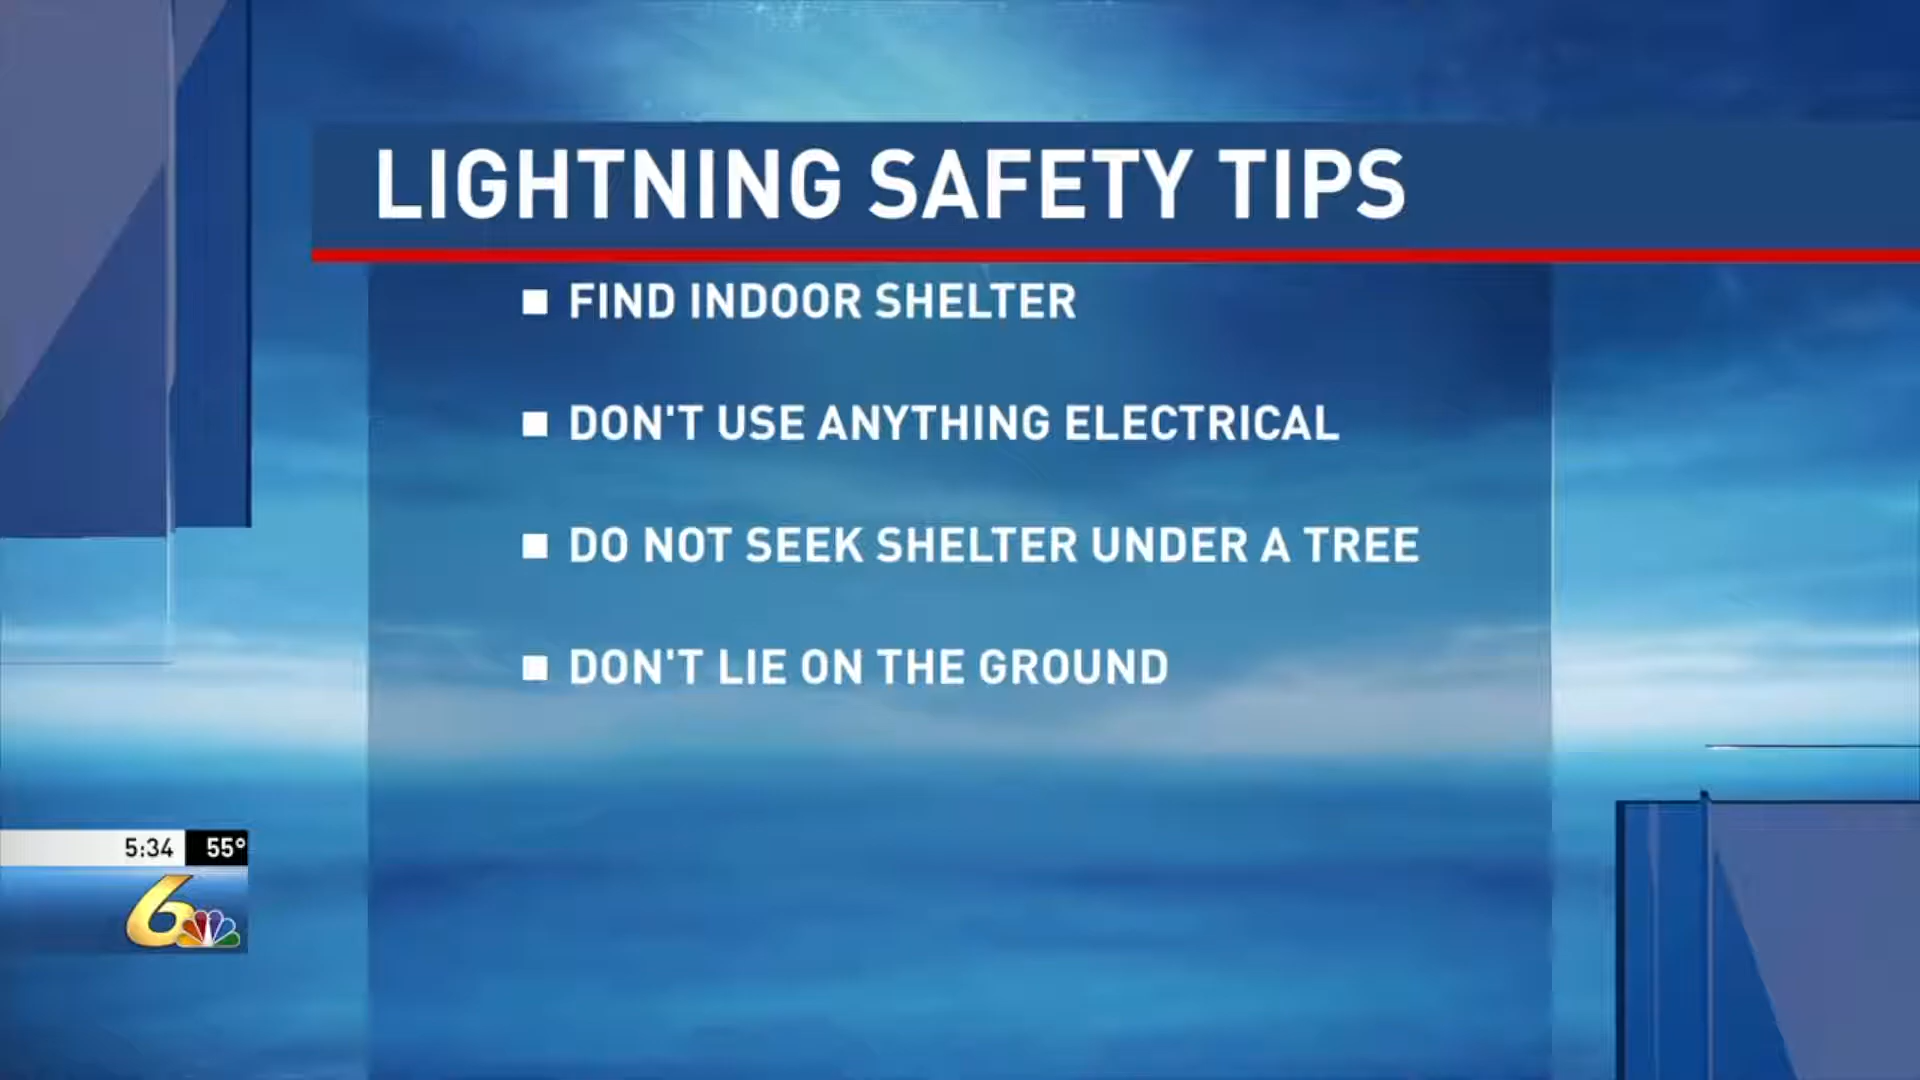 LIGHTNING SAFETY TIPS
FIND INDOOR SHELTER
DON'T USE ANYTHING ELECTRICAL
DO NOT SEEK SHELTER UNDER A TREE
DON'T LIE ON THE GROUND
5:34 55°
6